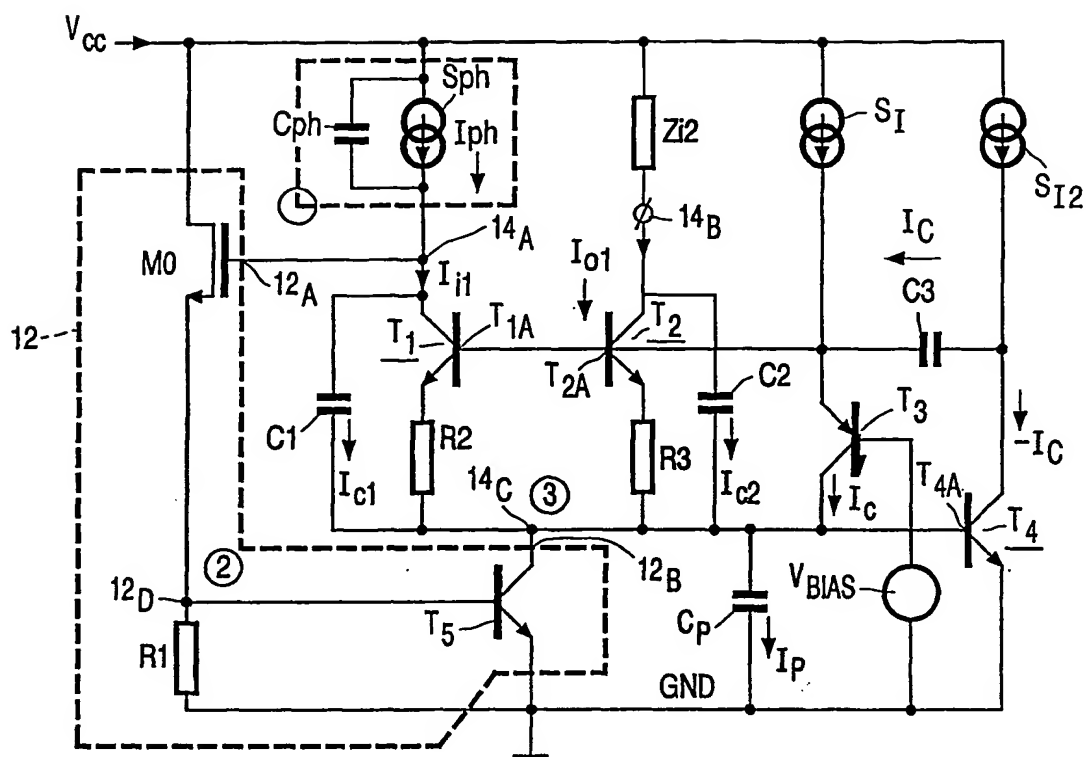 Vcc
Sph
Cph
Iph
Zi2
SI
SI2
14A
14B
IC
M0
12A
Ii1
Io1
C3
12
T1
T1A
T2
T2A
C2
T3
C1
R2
R3
-IC
Ic1
Ic2
Ic
T4A
T4
14C
3
2
12B
12D
VBIAS
T5
CP
R1
IP
GND